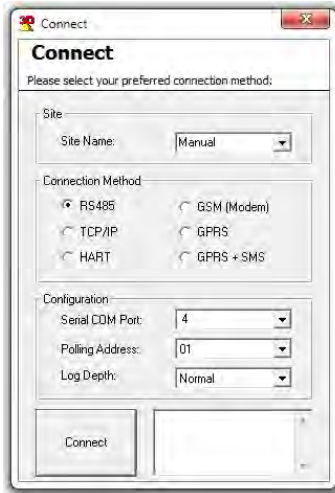 Connect
Connect
Please select your preferred connection method:
Site
Site Name: Manual
Connection Method
RS485 GSM (Modem)
TCP/IP GPRS
HART GPRS + SMS
Configuration
Serial COM Port: 4
Polling Address: 01
Log Depth: Normal
Connect